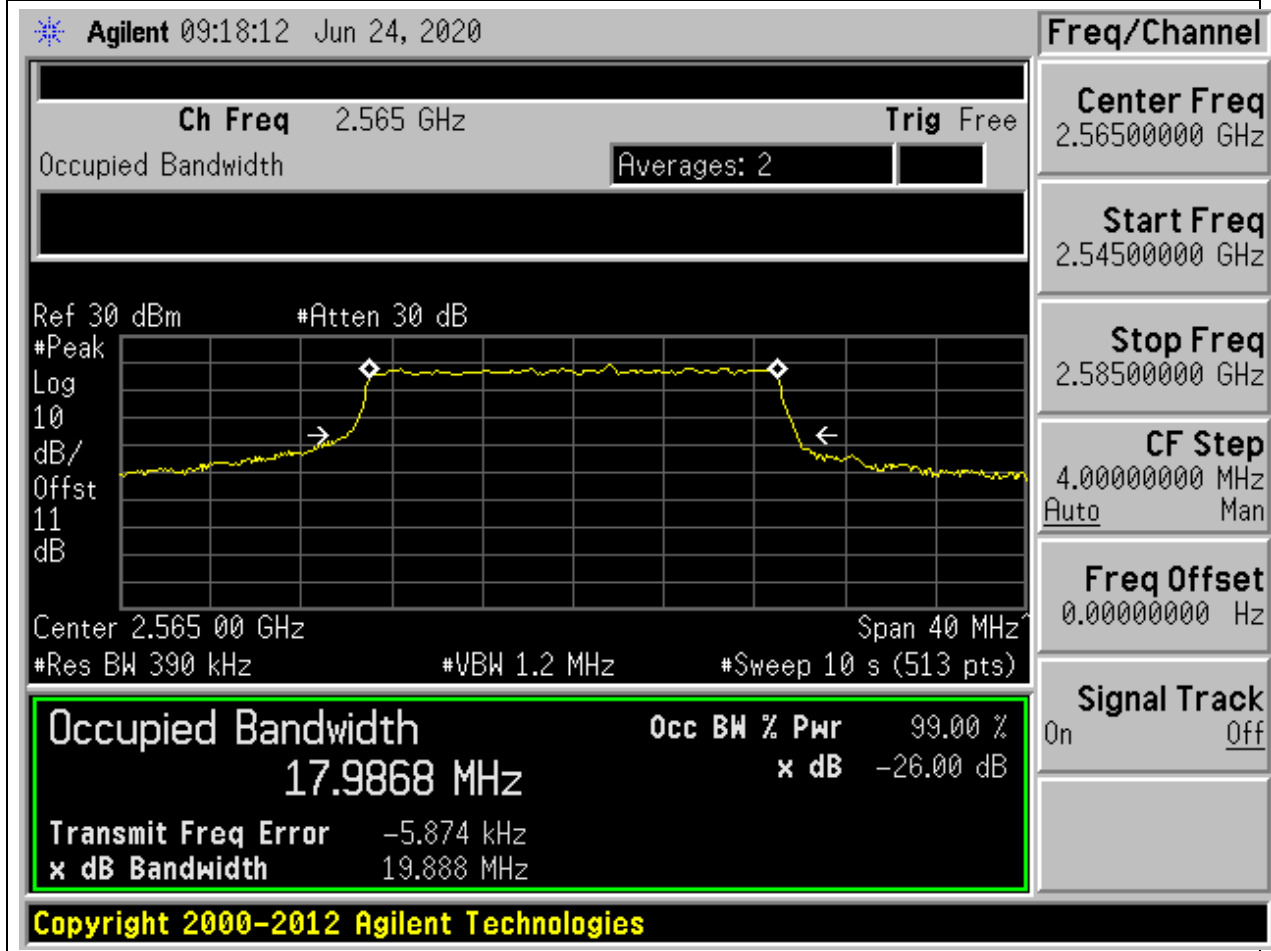 Agilent 09:18:12 Jun 24, 2020
Freq/Channel
Ch Freq 2.565 GHz Trig Free
Occupied Bandwidth Averages: 2
Center Freq
2.56500000 GHz
Start Freq
2.54500000 GHz
Stop Freq
2.58500000 GHz
CF Step
4.00000000 MHz
Auto Man
Freq Offset
0.00000000 Hz
Signal Track
On Off
Ref 30 dBm #Atten 30 dB
#Peak
Log
10
dB/
Offst
11
dB
Center 2.565 00 GHz Span 40 MHz^
#Res BW 390 kHz #VBW 1.2 MHz #Sweep 10 s (513 pts)
Occupied Bandwidth
17.9868 MHz
Occ BW % Pwr 99.00 %
x dB -26.00 dB
Transmit Freq Error -5.874 kHz
x dB Bandwidth 19.888 MHz
Copyright 2000-2012 Agilent Technologies